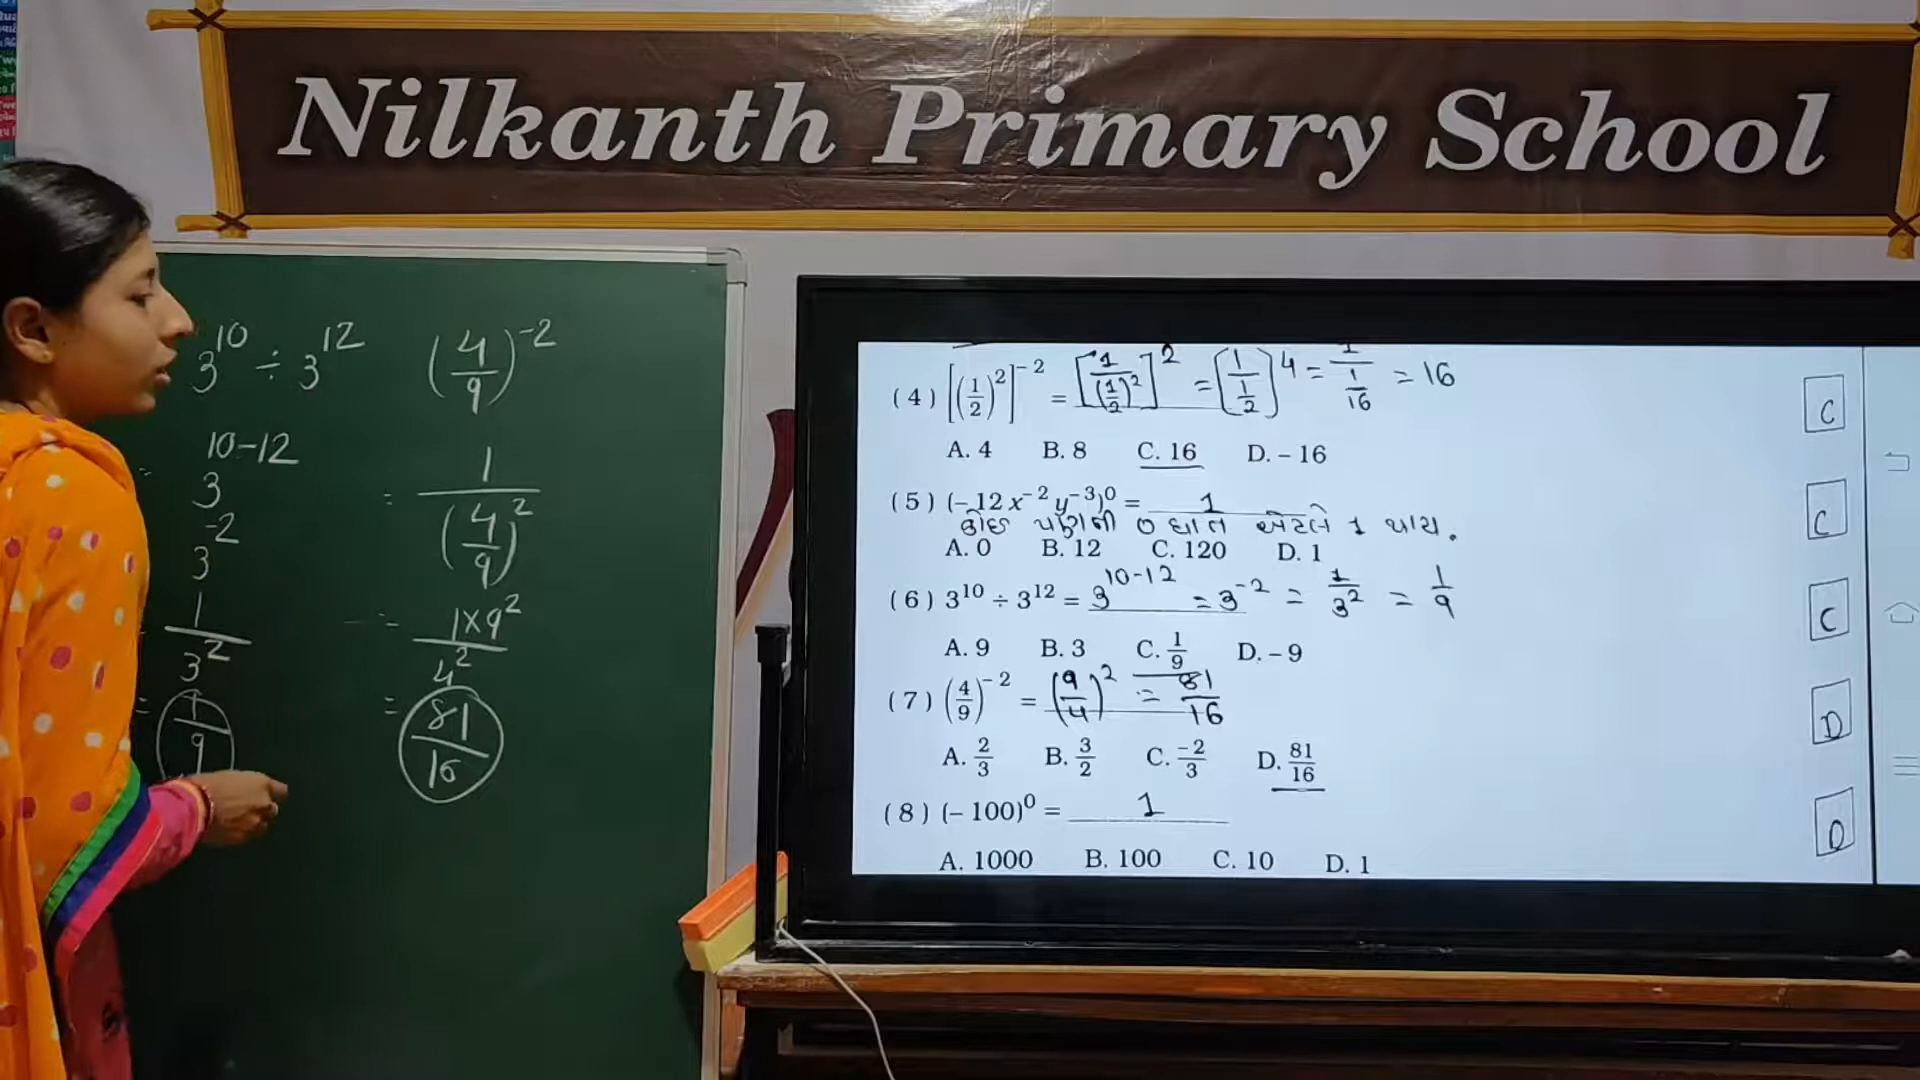 Nilkanth Primary School
3^10 ÷ 3^12
= 3^(10-12)
3^-2
= 1/3^2
= 1/9
(4/9)^-2
= 1/(4/9)^2
= 1×9^2/4^2
= 81/16
(4) [(1/2)^2]^-2 = [1/(1/2)^2]^2 = [1/(1/2)]^4 = 1/(1/16) = 16
C
A. 4 B. 8 C. 16 D. – 16
(5) (– 12 x^-2 y^-3)^0 = 1
C
કોઈ પણની 0 ઘાત એટલે 1 થાય.
A. 0 B. 12 C. 120 D. 1
(6) 3^10 ÷ 3^12 = 3^(10-12) = 3^-2 = 1/3^2 = 1/9
C
A. 9 B. 3 C. 1/9 D. – 9
(7) (4/9)^-2 = (9/4)^2 = 81/16
D
A. 2/3 B. 3/2 C. -2/3 D. 81/16
(8) (– 100)^0 = 1
D
A. 1000 B. 100 C. 10 D. 1